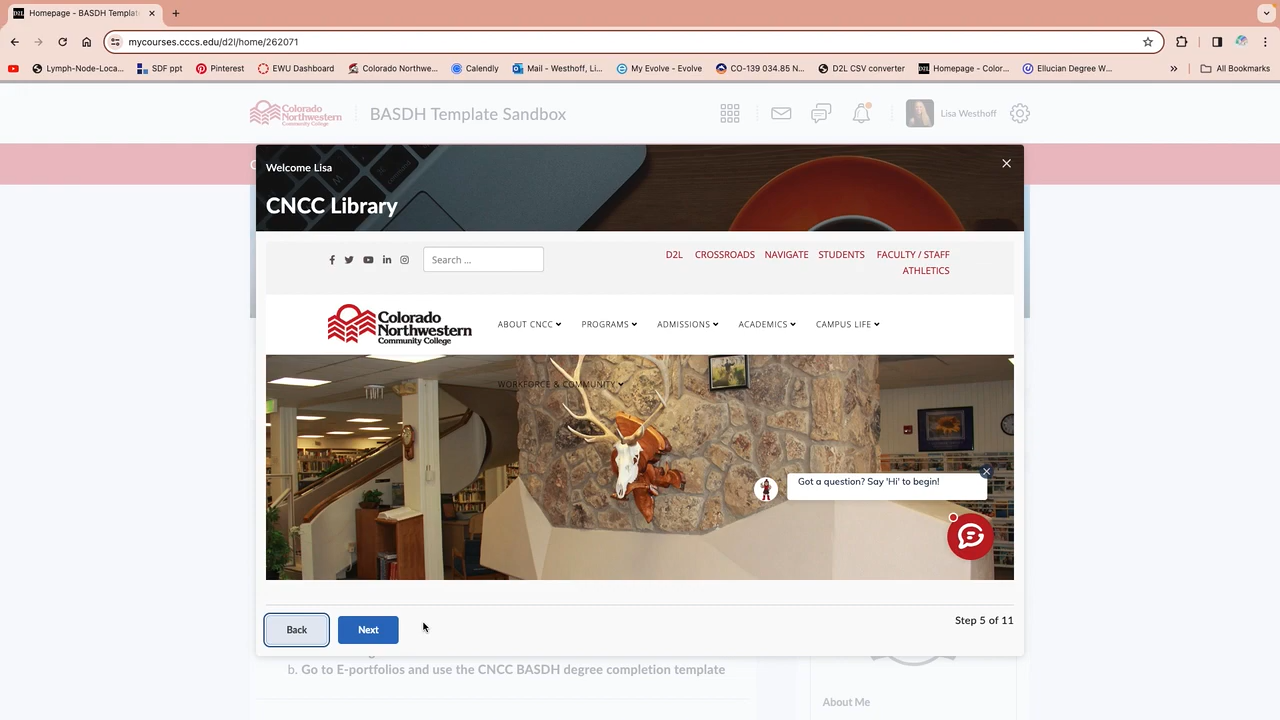 Homepage - BASDH Templat
mycourses.cccs.edu/d2l/home/262071
Lymph-Node-Loca...
SDF ppt
Pinterest
EWU Dashboard
Colorado Northwe...
Calendly
Mail - Westhoff, Li...
My Evolve - Evolve
CO-139 034.85 N...
D2L CSV converter
Homepage - Color...
Ellucian Degree W...
»
All Bookmarks
Colorado
Northwestern
Community College
BASDH Template Sandbox
Lisa Westhoff
Welcome Lisa
CNCC Library
Search ...
D2L
CROSSROADS
NAVIGATE
STUDENTS
FACULTY / STAFF
ATHLETICS
Colorado
Northwestern
Community College
ABOUT CNCC
PROGRAMS
ADMISSIONS
ACADEMICS
CAMPUS LIFE
WORKFORCE & COMMUNITY
Got a question? Say 'Hi' to begin!
Back
Next
Step 5 of 11
b. Go to E-portfolios and use the CNCC BASDH degree completion template
About Me